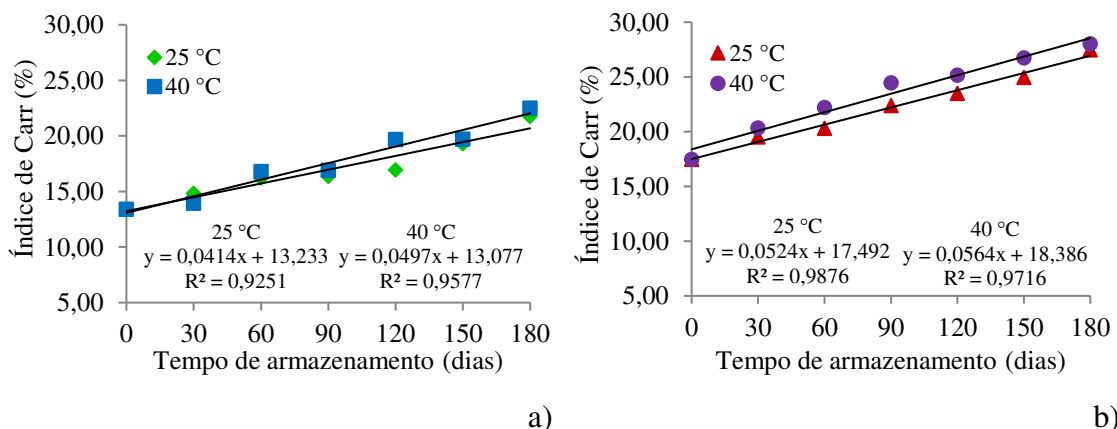 30,00
25,00
20,00
15,00
10,00
5,00
Índice de Carr (%)
25 °C
40 °C
25 °C
y = 0,0414x + 13,233
R² = 0,9251
40 °C
y = 0,0497x + 13,077
R² = 0,9577
0 30 60 90 120 150 180
Tempo de armazenamento (dias)
a)
30,00
25,00
20,00
15,00
10,00
5,00
Índice de Carr (%)
25 °C
40 °C
25 °C
y = 0,0524x + 17,492
R² = 0,9876
40 °C
y = 0,0564x + 18,386
R² = 0,9716
0 30 60 90 120 150 180
Tempo de armazenamento (dias)
b)